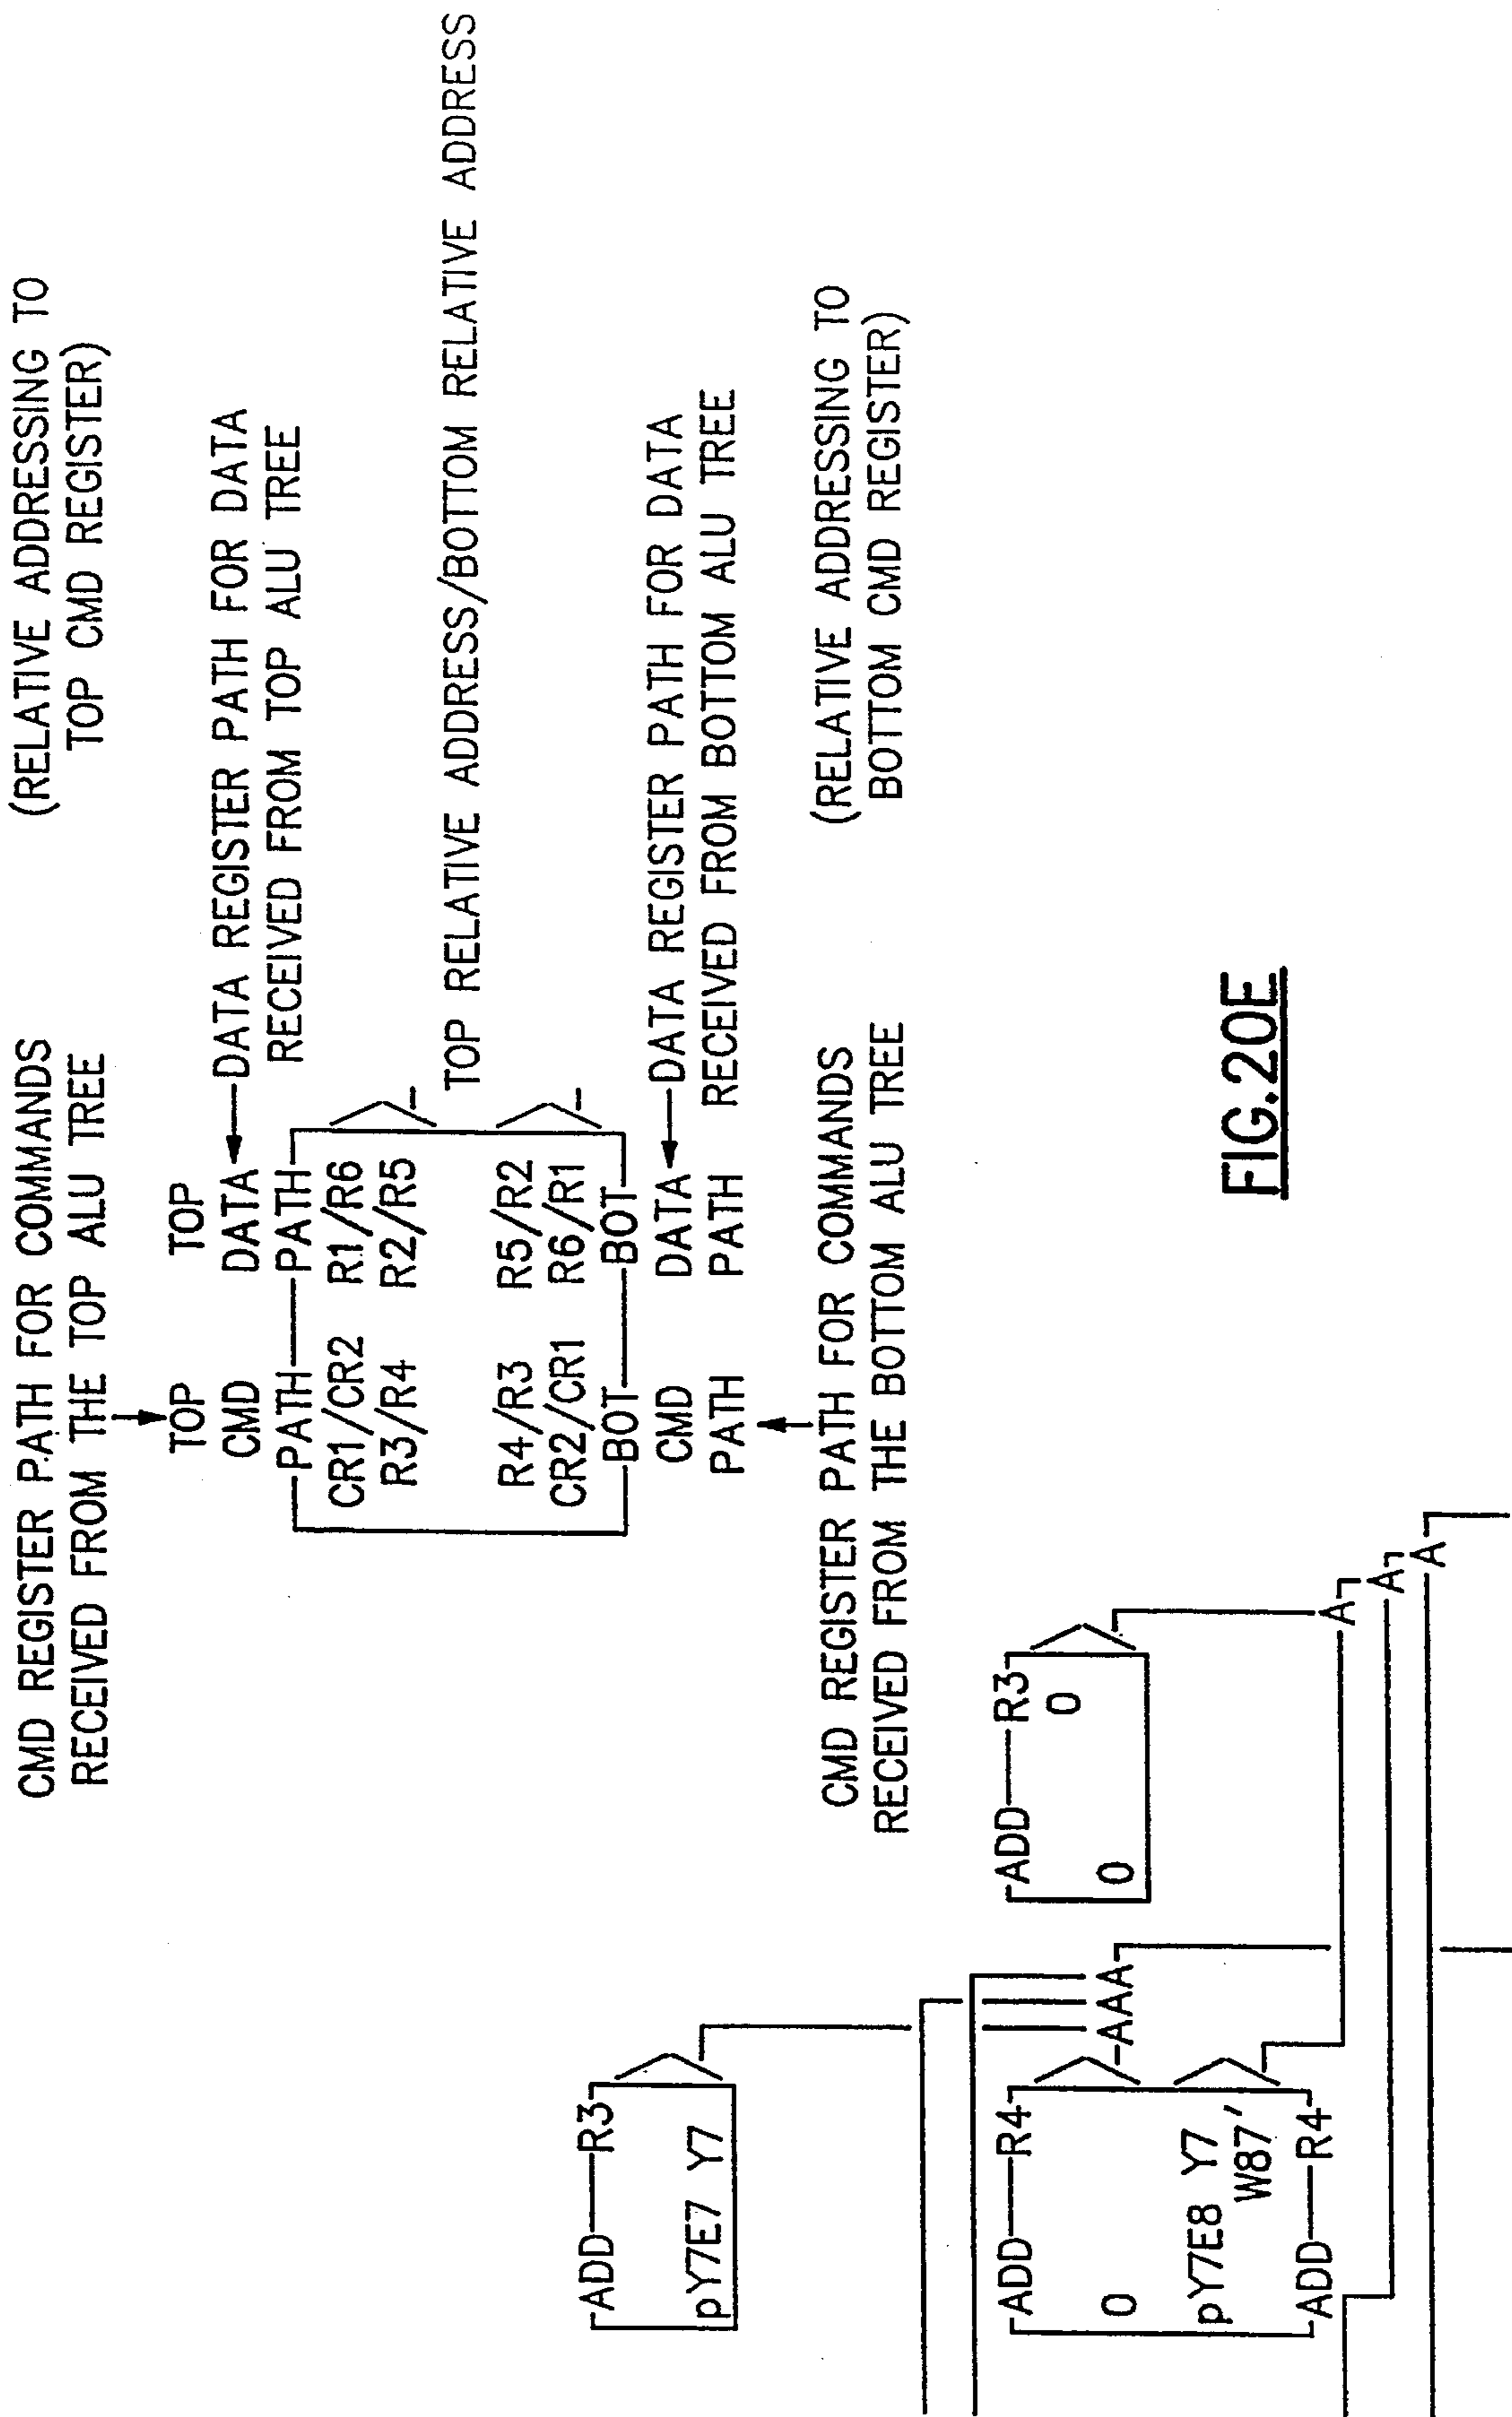 CMD REGISTER PATH FOR COMMANDS
RECEIVED FROM THE TOP ALU TREE
(RELATIVE ADDRESSING TO
TOP CMD REGISTER)
TOP TOP
CMD DATA
PATH PATH
DATA REGISTER PATH FOR DATA
RECEIVED FROM TOP ALU TREE
CR1/CR2 R1/R6
R3/R4 R2/R5
TOP RELATIVE ADDRESS/BOTTOM RELATIVE ADDRESS
R4/R3 R5/R2
CR2/CR1 R6/R1
BOT BOT
CMD DATA
PATH PATH
DATA REGISTER PATH FOR DATA
RECEIVED FROM BOTTOM ALU TREE
CMD REGISTER PATH FOR COMMANDS
RECEIVED FROM THE BOTTOM ALU TREE
(RELATIVE ADDRESSING TO
BOTTOM CMD REGISTER)
ADD R3
pY7E7 Y7
ADD R4
0
pY7E8 Y7
W87'
ADD R4
AAA
ADD R3
0
0
A
A
A
FIG.20E